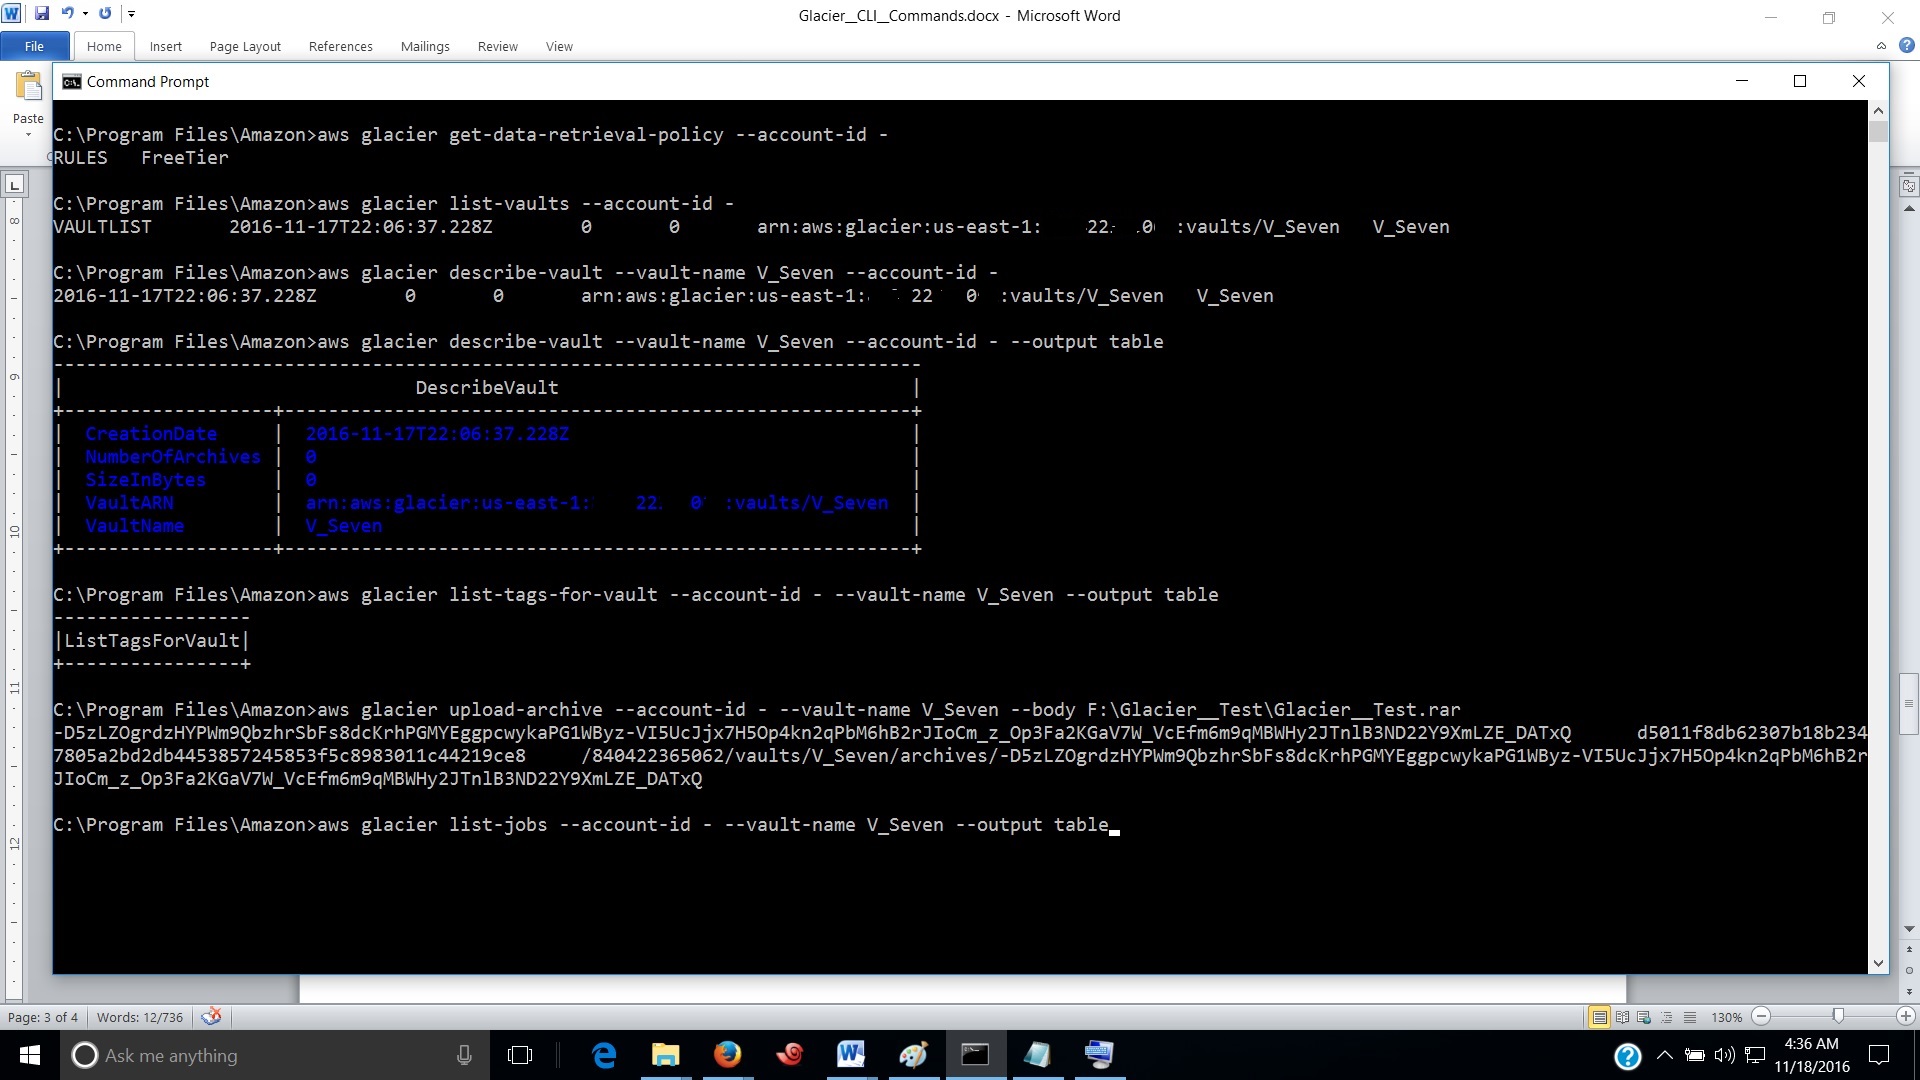 Glacier__CLI__Commands.docx - Microsoft Word
File Home Insert Page Layout References Mailings Review View
Paste
Command Prompt
C:\Program Files\Amazon>aws glacier get-data-retrieval-policy --account-id -
RULES FreeTier
C:\Program Files\Amazon>aws glacier list-vaults --account-id -
VAULTLIST 2016-11-17T22:06:37.228Z 0 0 arn:aws:glacier:us-east-1: 22 0 :vaults/V_Seven V_Seven
C:\Program Files\Amazon>aws glacier describe-vault --vault-name V_Seven --account-id -
2016-11-17T22:06:37.228Z 0 0 arn:aws:glacier:us-east-1: 22 0 :vaults/V_Seven V_Seven
C:\Program Files\Amazon>aws glacier describe-vault --vault-name V_Seven --account-id - --output table
DescribeVault
CreationDate | 2016-11-17T22:06:37.228Z
NumberOfArchives | 0
SizeInBytes | 0
VaultARN | arn:aws:glacier:us-east-1: 22 0 :vaults/V_Seven
VaultName | V_Seven
C:\Program Files\Amazon>aws glacier list-tags-for-vault --account-id - --vault-name V_Seven --output table
|ListTagsForVault|
C:\Program Files\Amazon>aws glacier upload-archive --account-id - --vault-name V_Seven --body F:\Glacier__Test\Glacier__Test.rar
-D5zLZOgrdzHYPWm9QbzhrSbFs8dcKrhPGMYEggpcwykaPG1WByz-VI5UcJjx7H5Op4kn2qPbM6hB2rJIoCm_z_Op3Fa2KGaV7W_VcEfm6m9qMBWHy2JTnlB3ND22Y9XmLZE_DATxQ d5011f8db62307b18b234
7805a2bd2db4453857245853f5c8983011c44219ce8 /840422365062/vaults/V_Seven/archives/-D5zLZOgrdzHYPWm9QbzhrSbFs8dcKrhPGMYEggpcwykaPG1WByz-VI5UcJjx7H5Op4kn2qPbM6hB2r
JIoCm_z_Op3Fa2KGaV7W_VcEfm6m9qMBWHy2JTnlB3ND22Y9XmLZE_DATxQ
C:\Program Files\Amazon>aws glacier list-jobs --account-id - --vault-name V_Seven --output table
8
9
10
11
12
Page: 3 of 4 Words: 12/736 130%
Ask me anything
4:36 AM
11/18/2016